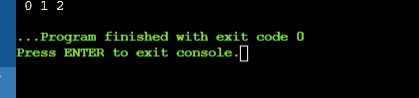 0 1 2
...Program finished with exit code 0
Press ENTER to exit console.